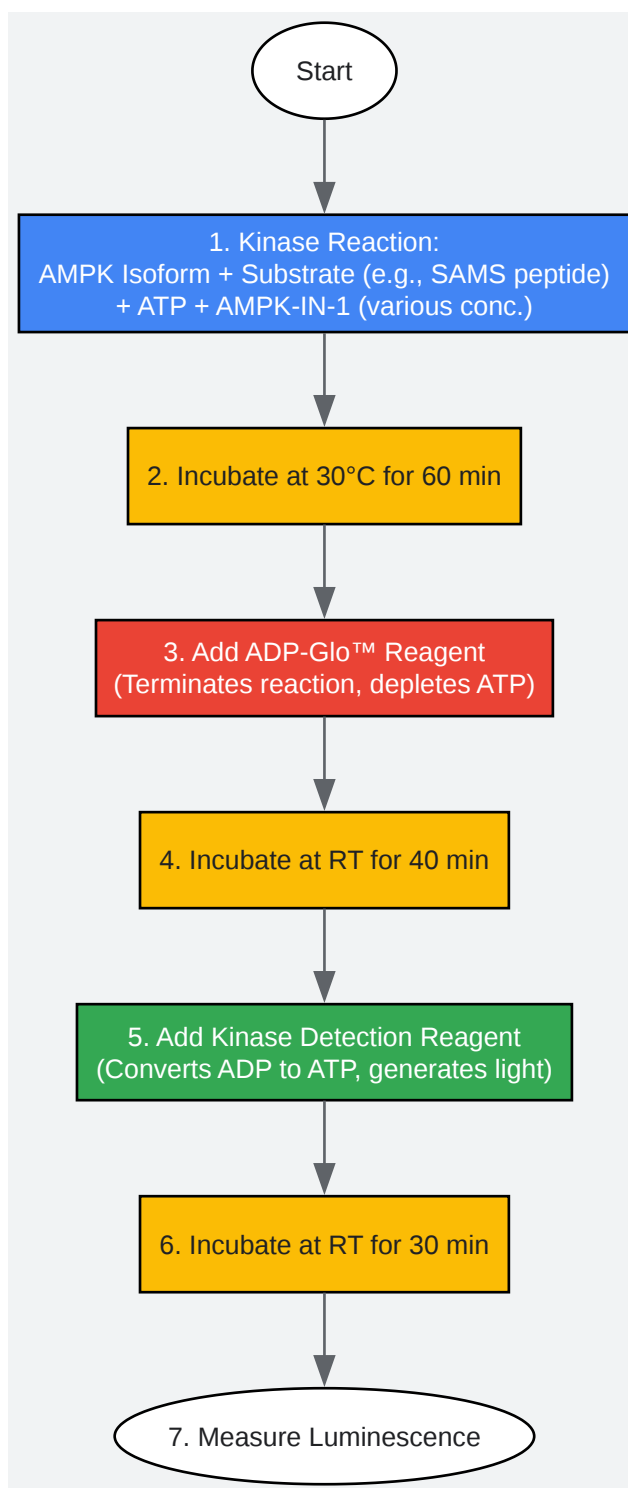 Start
1. Kinase Reaction:
AMPK Isoform + Substrate (e.g., SAMS peptide)
+ ATP + AMPK-IN-1 (various conc.)
2. Incubate at 30°C for 60 min
3. Add ADP-Glo™ Reagent
(Terminates reaction, depletes ATP)
4. Incubate at RT for 40 min
5. Add Kinase Detection Reagent
(Converts ADP to ATP, generates light)
6. Incubate at RT for 30 min
7. Measure Luminescence